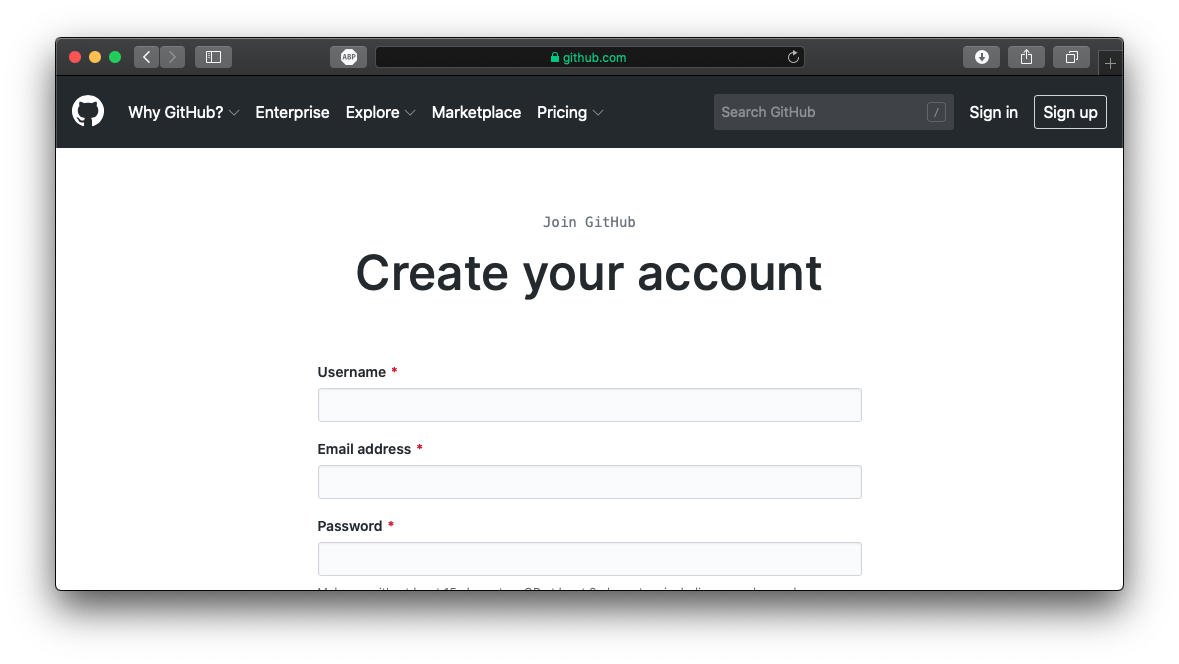 ABP
github.com
Why GitHub? Enterprise Explore Marketplace Pricing Search GitHub / Sign in Sign up
Join GitHub
Create your account
Username *
Email address *
Password *